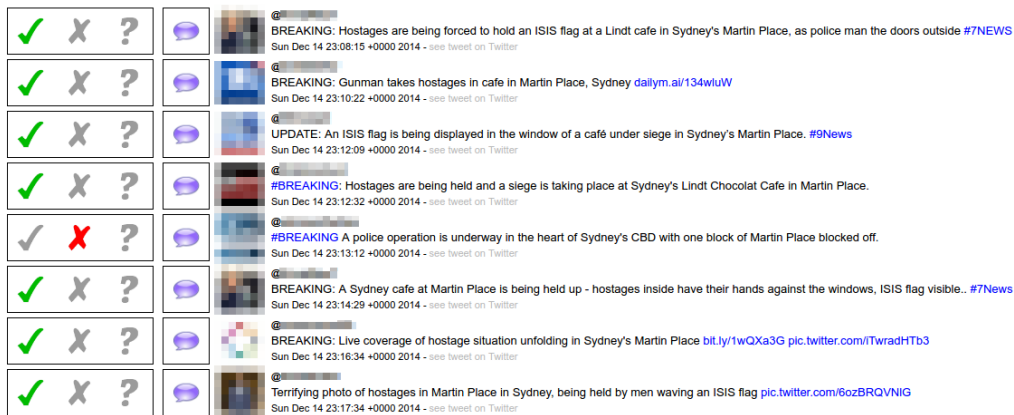 @
BREAKING: Hostages are being forced to hold an ISIS flag at a Lindt cafe in Sydney's Martin Place, as police man the doors outside #7NEWS
Sun Dec 14 23:08:15 +0000 2014 - see tweet on Twitter
@
BREAKING: Gunman takes hostages in cafe in Martin Place, Sydney dailym.ai/134wluW
Sun Dec 14 23:10:22 +0000 2014 - see tweet on Twitter
@
UPDATE: An ISIS flag is being displayed in the window of a café under siege in Sydney's Martin Place. #9News
Sun Dec 14 23:12:09 +0000 2014 - see tweet on Twitter
@
#BREAKING: Hostages are being held and a siege is taking place at Sydney's Lindt Chocolat Cafe in Martin Place.
Sun Dec 14 23:12:32 +0000 2014 - see tweet on Twitter
@
#BREAKING A police operation is underway in the heart of Sydney's CBD with one block of Martin Place blocked off.
Sun Dec 14 23:13:12 +0000 2014 - see tweet on Twitter
@
BREAKING: A Sydney cafe at Martin Place is being held up - hostages inside have their hands against the windows, ISIS flag visible.. #7News
Sun Dec 14 23:14:29 +0000 2014 - see tweet on Twitter
@
BREAKING: Live coverage of hostage situation unfolding in Sydney's Martin Place bit.ly/1wQXa3G pic.twitter.com/iTwradHTb3
Sun Dec 14 23:16:34 +0000 2014 - see tweet on Twitter
@
Terrifying photo of hostages in Martin Place in Sydney, being held by men waving an ISIS flag pic.twitter.com/6ozBRQVNIG
Sun Dec 14 23:17:34 +0000 2014 - see tweet on Twitter